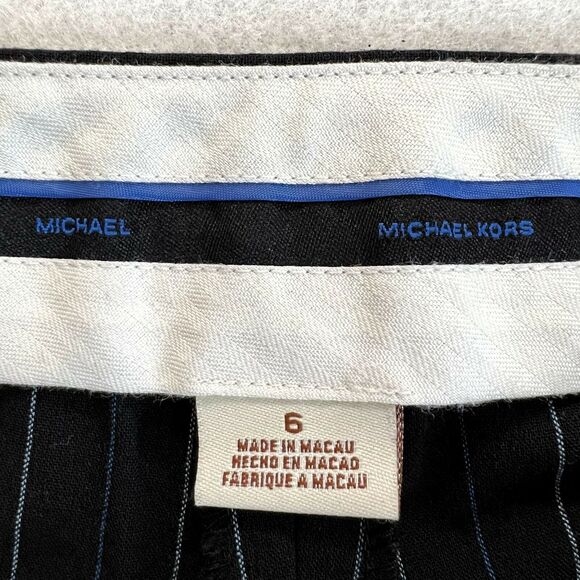 MICHAEL MICHAEL KORS
6
MADE IN MACAU
HECHO EN MACAO
FABRIQUE A MACAU